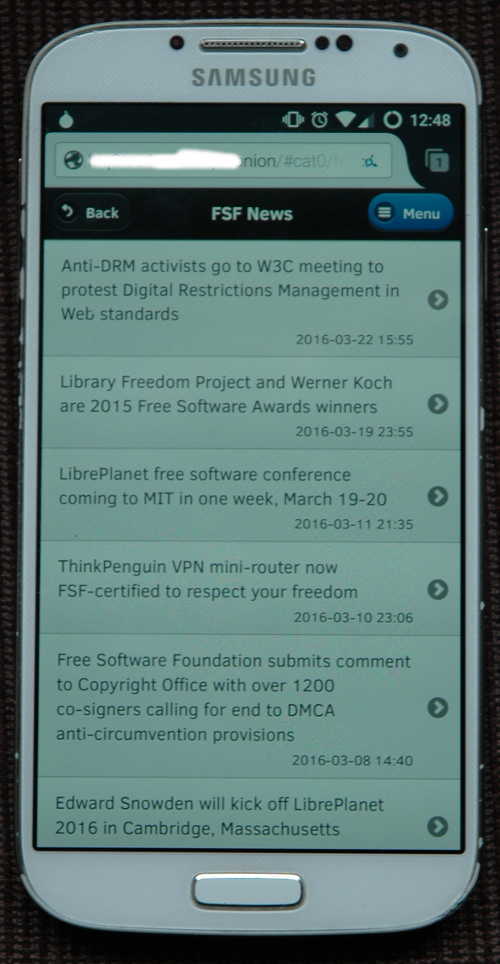 SAMSUNG
12:48
nion/#cat0/
1
Back
FSF News
Menu
Anti-DRM activists go to W3C meeting to
protest Digital Restrictions Management in
Web standards
2016-03-22 15:55
Library Freedom Project and Werner Koch
are 2015 Free Software Awards winners
2016-03-19 23:55
LibrePlanet free software conference
coming to MIT in one week, March 19-20
2016-03-11 21:35
ThinkPenguin VPN mini-router now
FSF-certified to respect your freedom
2016-03-10 23:06
Free Software Foundation submits comment
to Copyright Office with over 1200
co-signers calling for end to DMCA
anti-circumvention provisions
2016-03-08 14:40
Edward Snowden will kick off LibrePlanet
2016 in Cambridge, Massachusetts